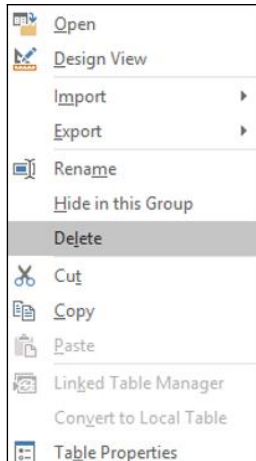 Open
Design View
Import
Export
Rename
Hide in this Group
Delete
Cut
Copy
Paste
Linked Table Manager
Convert to Local Table
Table Properties